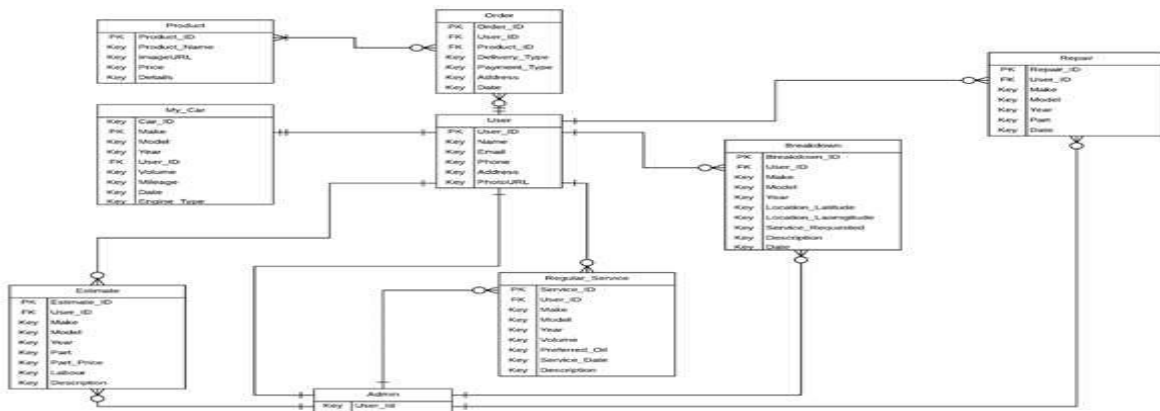 Product
PK Product_ID
Key Product_Name
Key ImageURL
Key Price
Key Details
Order
PK Order_ID
FK User_ID
FK Product_ID
Key Delivery_Type
Key Payment_Type
Key Address
Key Date
Repair
PK Repair_ID
FK User_ID
Key Make
Key Model
Key Year
Key Part
Key Date
My_Car
Key Car_ID
PK Make
Key Model
Key Year
FK User_ID
Key Volume
Key Mileage
Key Date
Key Engine_Type
User
PK User_ID
Key Name
Key Email
Key Phone
Key Address
Key PhotoURL
Breakdown
PK Breakdown_ID
FK User_ID
Key Make
Key Model
Key Year
Key Location_Latitude
Key
Key Service_Requested
Key Description
Key Date
Estimate
PK Estimate_ID
FK User_ID
Key Make
Key Model
Key Year
Key Part
Key Part_Price
Key Labour
Key Description
Regular_Service
PK Service_ID
FK User_ID
Key Make
Key Model
Key Year
Key Volume
Key Preferred_Oil
Key Service_Date
Key Description
Admin
Key User_Id